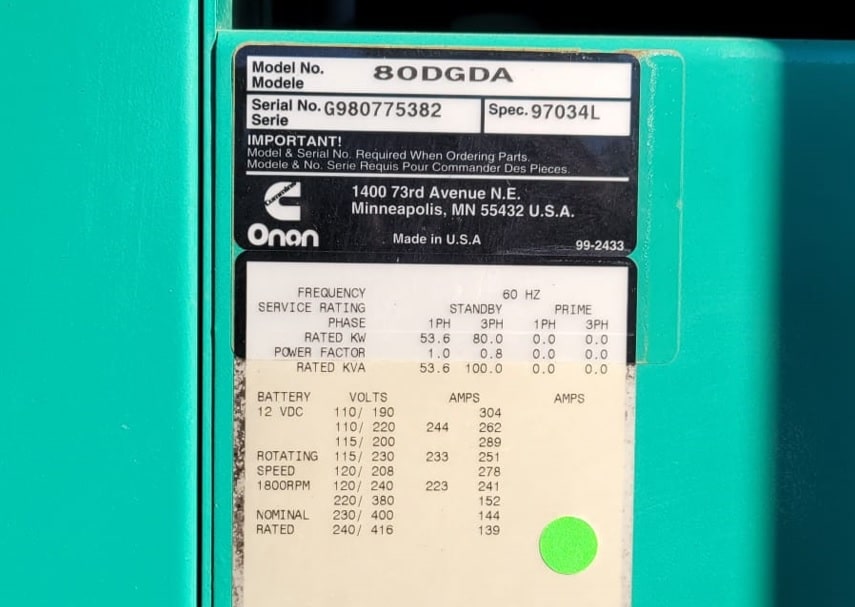 Model No. 80DGDA
Modele
Serial No. G980775382 Spec. 97034L
Serie
IMPORTANT!
Model & Serial No. Required When Ordering Parts.
Modele & No. Serie Requis Pour Commander Des Pieces.
1400 73rd Avenue N.E.
Minneapolis, MN 55432 U.S.A.
Onan Made in U.S.A 99-2433
FREQUENCY 60 HZ
SERVICE RATING STANDBY PRIME
PHASE 1PH 3PH 1PH 3PH
RATED KW 53.6 80.0 0.0 0.0
POWER FACTOR 1.0 0.8 0.0 0.0
RATED KVA 53.6 100.0 0.0 0.0
BATTERY VOLTS AMPS AMPS
12 VDC 110/ 190 304
110/ 220 244 262
115/ 200 289
ROTATING 115/ 230 233 251
SPEED 120/ 208 278
1800RPM 120/ 240 223 241
220/ 380 152
NOMINAL 230/ 400 144
RATED 240/ 416 139